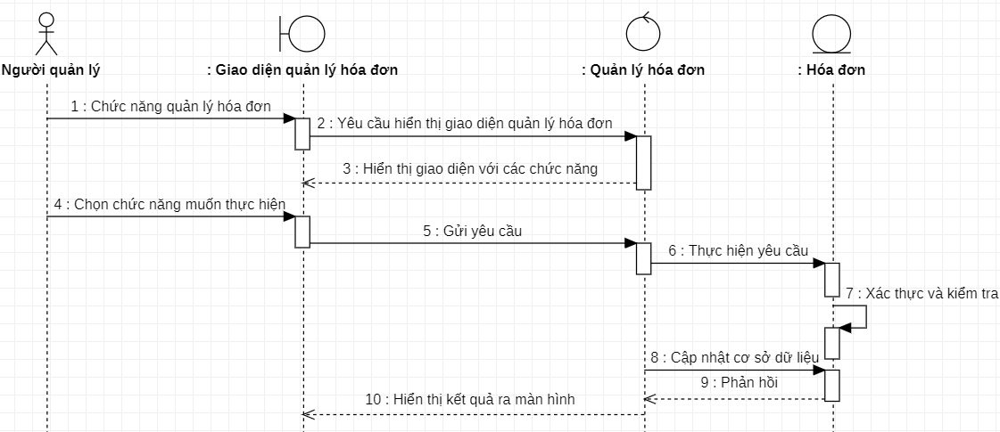 Người quản lý
: Giao diện quản lý hóa đơn
: Quản lý hóa đơn
: Hóa đơn
1 : Chức năng quản lý hóa đơn
2 : Yêu cầu hiển thị giao diện quản lý hóa đơn
3 : Hiển thị giao diện với các chức năng
4 : Chọn chức năng muốn thực hiện
5 : Gửi yêu cầu
6 : Thực hiện yêu cầu
7 : Xác thực và kiểm tra
8 : Cập nhật cơ sở dữ liệu
9 : Phản hồi
10 : Hiển thị kết quả ra màn hình